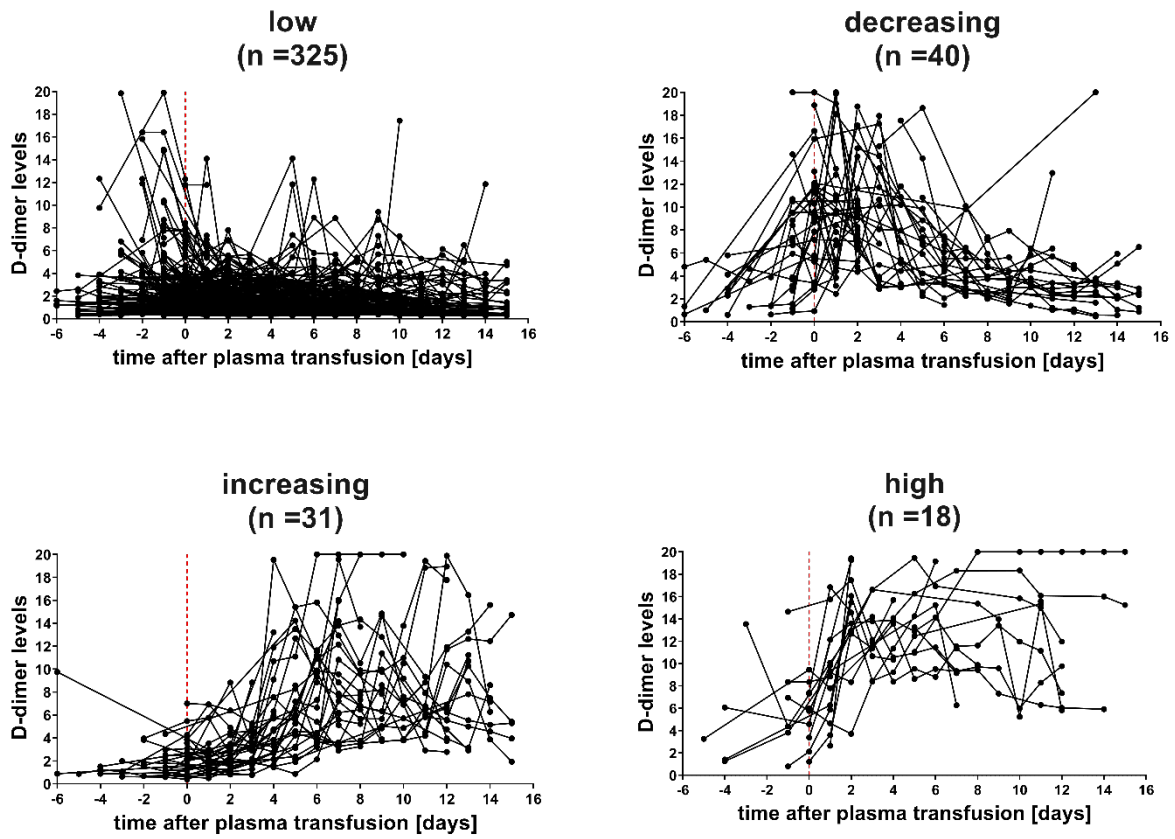 low
(n =325)
D-dimer levels
20
18
16
14
12
10
8
6
4
2
0
-6 -4 -2 0 2 4 6 8 10 12 14 16
time after plasma transfusion [days]
decreasing
(n =40)
D-dimer levels
20
18
16
14
12
10
8
6
4
2
0
-6 -4 -2 0 2 4 6 8 10 12 14 16
time after plasma transfusion [days]
increasing
(n =31)
D-dimer levels
20
18
16
14
12
10
8
6
4
2
0
-6 -4 -2 0 2 4 6 8 10 12 14 16
time after plasma transfusion [days]
high
(n =18)
D-dimer levels
20
18
16
14
12
10
8
6
4
2
0
-6 -4 -2 0 2 4 6 8 10 12 14 16
time after plasma transfusion [days]